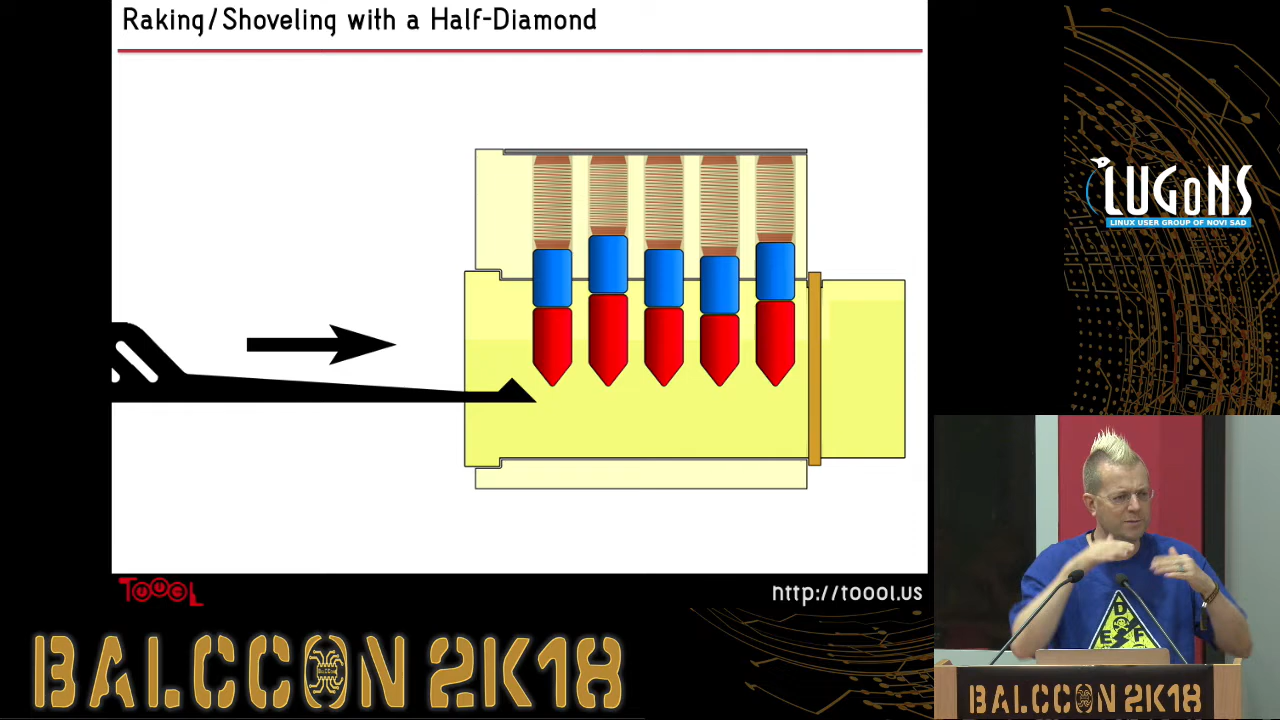 Raking/Shoveling with a Half-Diamond
LUGoNS
LINUX USER GROUP OF NOVI SAD
TOOOL
http://toool.us
D
EF
BALCCON 2K18
BALCCON 2K18